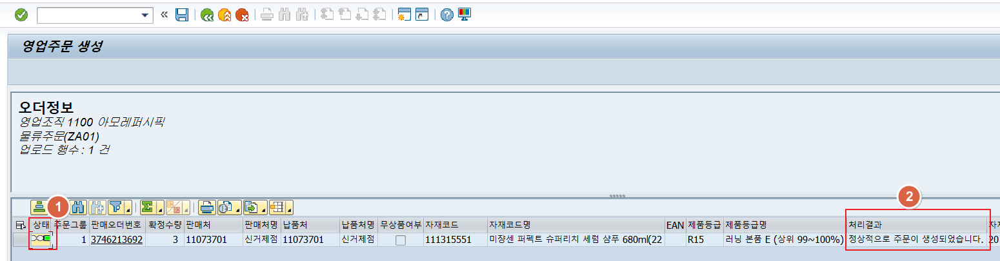 영업주문 생성
오더정보
영업조직 1100 아모레퍼시픽
물류주문(ZA01)
업로드 행수 : 1 건
1
2
상태 주문그룹 판매오더번호 확정수량 판매처 판매처명 납품처 납품처명 무상품여부 자재코드 자재코드명 EAN 제품등급 제품등급명 처리결과
1 3746213692 3 11073701 신거제점 11073701 신거제점 111315551 미쟝센 퍼펙트 슈퍼리치 세럼 샴푸 680ml(22 R15 러닝 본품 E (상위 99~100%) 정상적으로 주문이 생성되었습니다. 20